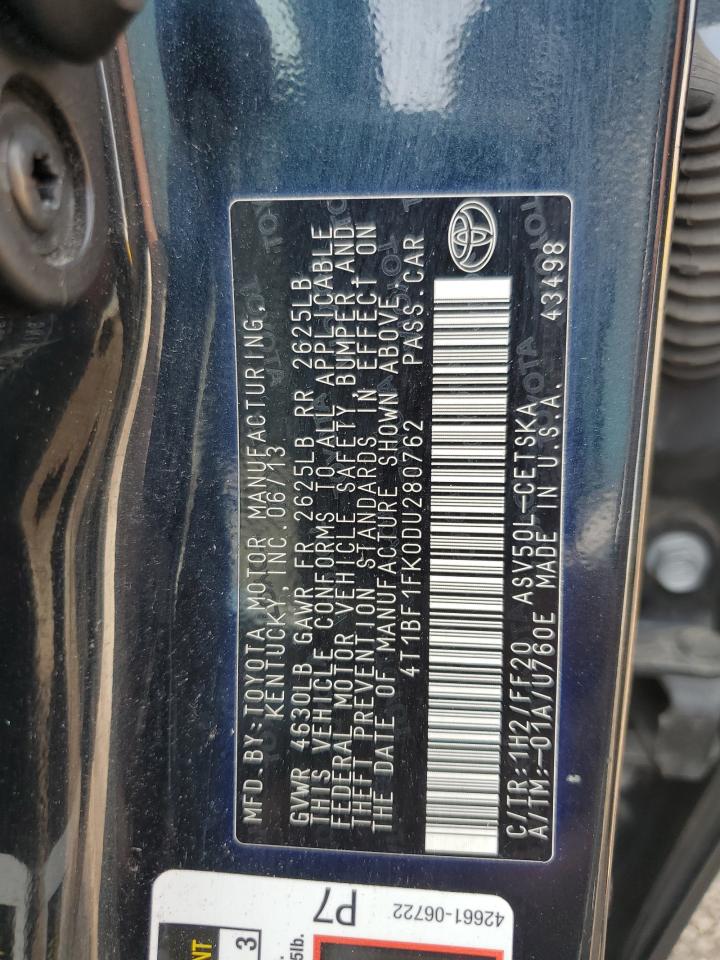 MFD. BY: TOYOTA MOTOR MANUFACTURING,
KENTUCKY, INC. 06/13
GVWR 4630LB GAWR FR 2625LB RR 2625LB
THIS VEHICLE CONFORMS TO ALL APPLICABLE
FEDERAL MOTOR VEHICLE SAFETY, BUMPER AND
THEFT PREVENTION STANDARDS IN EFFECT ON
THE DATE OF MANUFACTURE SHOWN ABOVE.
4T1BF1FK0DU280762 PASS. CAR
C/TR: 1H2/FF20 ASV50L-CETSKA
A/TM: -01A/U760E MADE IN U.S.A. 43498
P7
42661-06722
3
5lb.